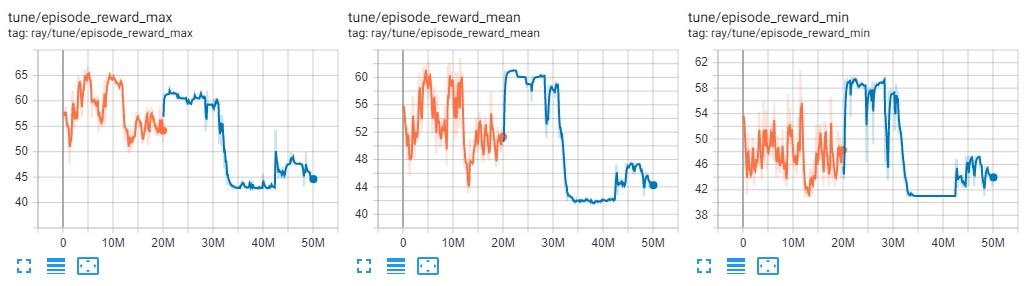 tune/episode_reward_max
tag: ray/tune/episode_reward_max
65
60
55
50
45
40
0 10M 20M 30M 40M 50M
tune/episode_reward_mean
tag: ray/tune/episode_reward_mean
60
56
52
48
44
40
0 10M 20M 30M 40M 50M
tune/episode_reward_min
tag: ray/tune/episode_reward_min
62
58
54
50
46
42
38
0 10M 20M 30M 40M 50M